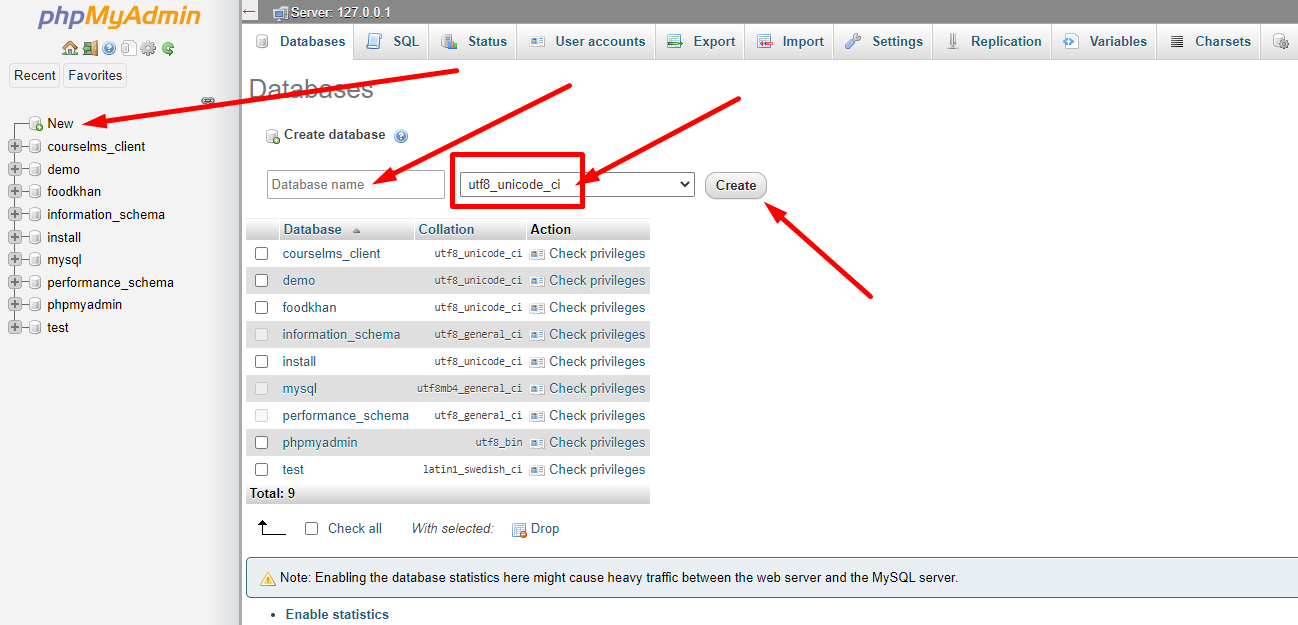 phpMyAdmin
Recent Favorites
New
courselms_client
demo
foodkhan
information_schema
install
mysql
performance_schema
phpmyadmin
test
Server: 127.0.0.1
Databases SQL Status User accounts Export Import Settings Replication Variables Charsets
Databases
Create database
Database name utf8_unicode_ci Create
Database Collation Action
courselms_client utf8_unicode_ci Check privileges
demo utf8_unicode_ci Check privileges
foodkhan utf8_unicode_ci Check privileges
information_schema utf8_general_ci Check privileges
install utf8_unicode_ci Check privileges
mysql utf8mb4_general_ci Check privileges
performance_schema utf8_general_ci Check privileges
phpmyadmin utf8_bin Check privileges
test latin1_swedish_ci Check privileges
Total: 9
Check all With selected: Drop
Note: Enabling the database statistics here might cause heavy traffic between the web server and the MySQL server.
• Enable statistics